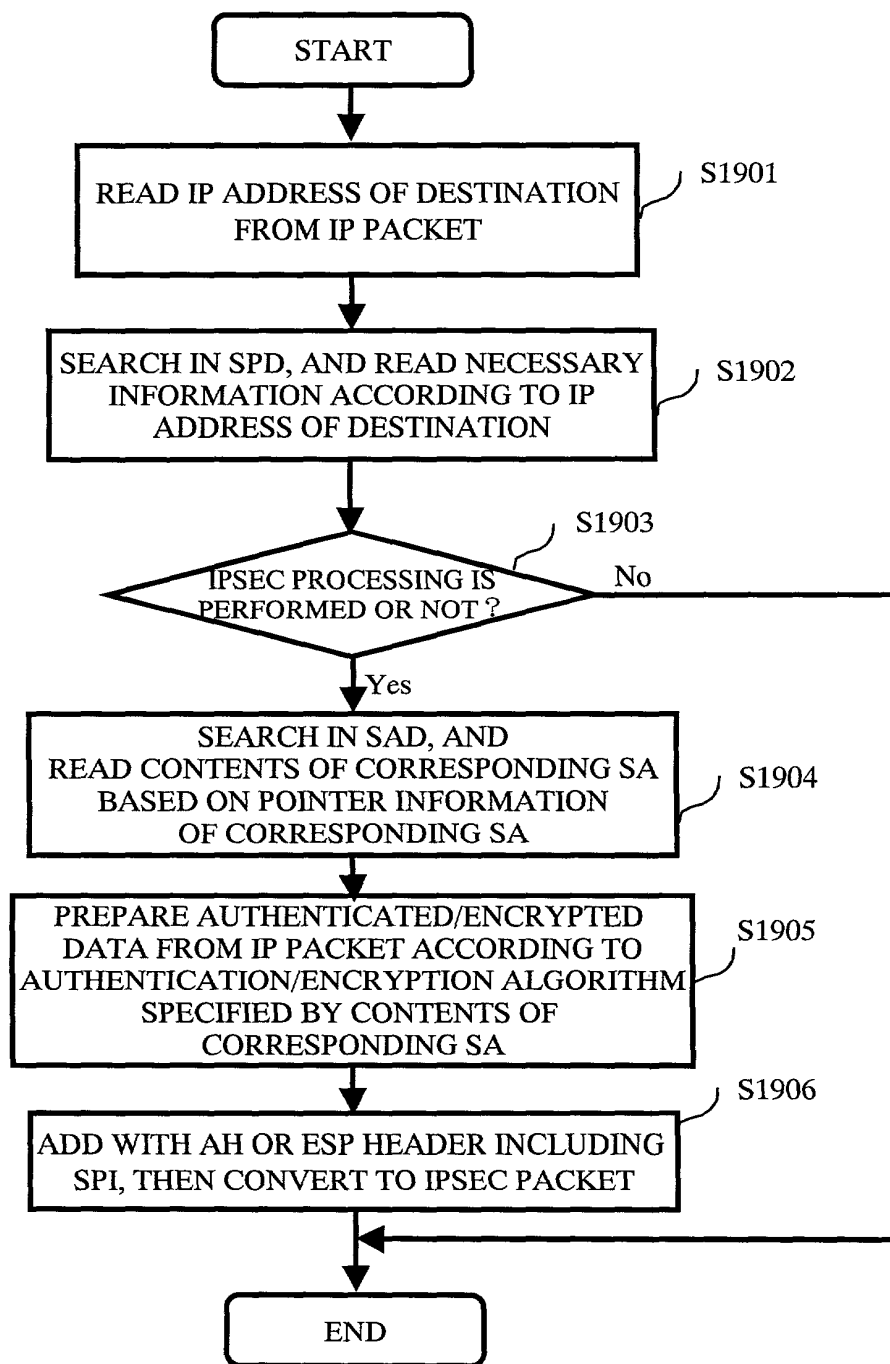 START
READ IP ADDRESS OF DESTINATION
FROM IP PACKET
S1901
SEARCH IN SPD, AND READ NECESSARY
INFORMATION ACCORDING TO IP
ADDRESS OF DESTINATION
S1902
S1903
IPSEC PROCESSING IS
PERFORMED OR NOT ?
No
Yes
SEARCH IN SAD, AND
READ CONTENTS OF CORRESPONDING SA
BASED ON POINTER INFORMATION
OF CORRESPONDING SA
S1904
PREPARE AUTHENTICATED/ENCRYPTED
DATA FROM IP PACKET ACCORDING TO
AUTHENTICATION/ENCRYPTION ALGORITHM
SPECIFIED BY CONTENTS OF
CORRESPONDING SA
S1905
S1906
ADD WITH AH OR ESP HEADER INCLUDING
SPI, THEN CONVERT TO IPSEC PACKET
END